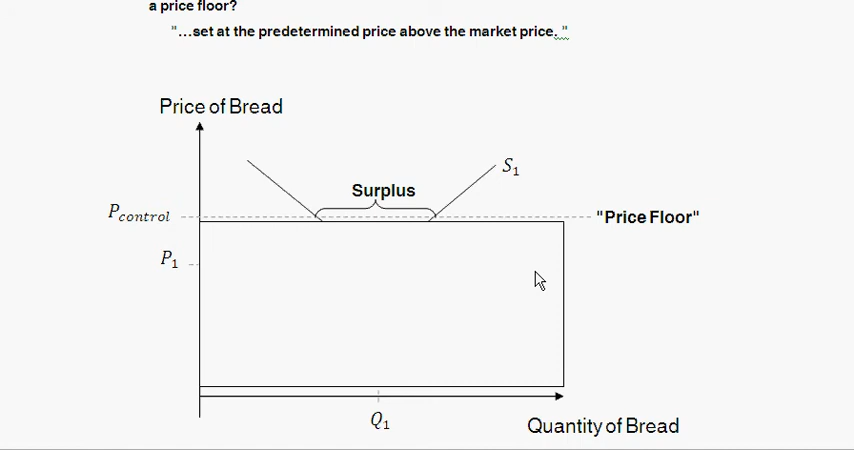 a price floor?
"...set at the predetermined price above the market price. "
Price of Bread
S1
Surplus
Pcontrol
"Price Floor"
P1
Q1
Quantity of Bread